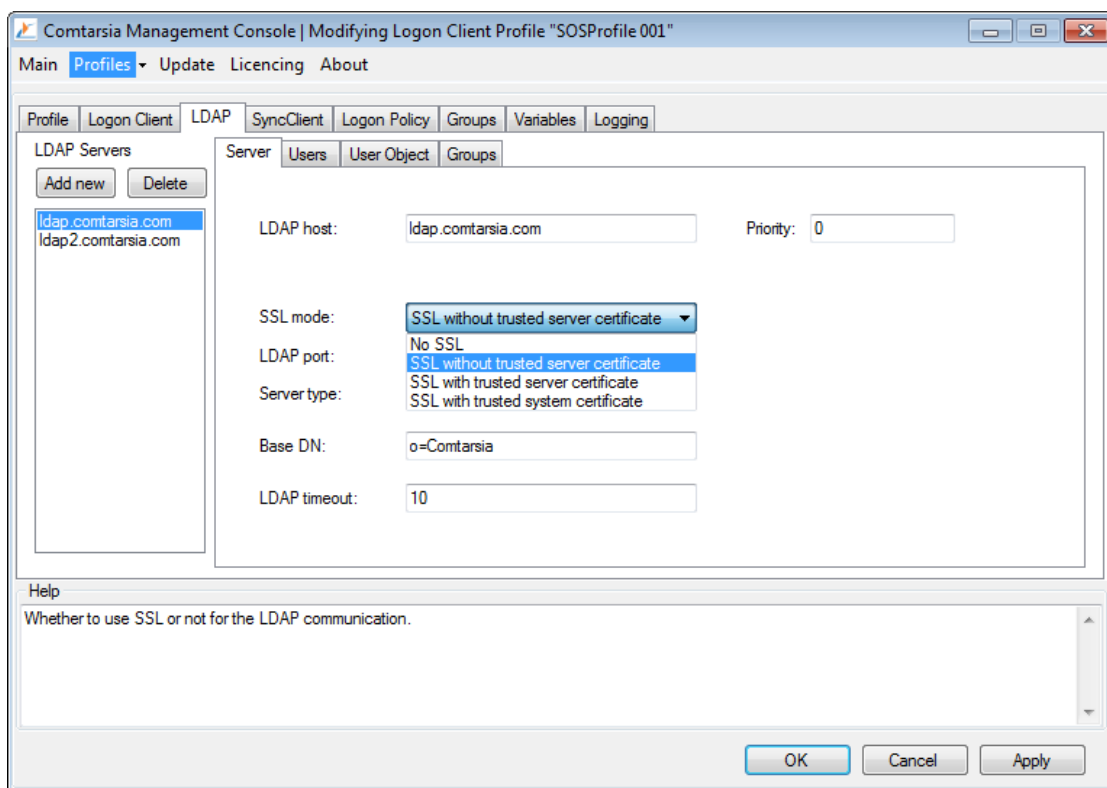 Comtarsia Management Console | Modifying Logon Client Profile "SOSProfile 001"
Main Profiles Update Licencing About
Profile Logon Client LDAP SyncClient Logon Policy Groups Variables Logging
LDAP Servers
Add new Delete
ldap.comtarsia.com
ldap2.comtarsia.com
Server Users User Object Groups
LDAP host: ldap.comtarsia.com Priority: 0
SSL mode: SSL without trusted server certificate
No SSL
LDAP port: SSL without trusted server certificate
SSL with trusted server certificate
Server type: SSL with trusted system certificate
Base DN: o=Comtarsia
LDAP timeout: 10
Help
Whether to use SSL or not for the LDAP communication.
OK Cancel Apply